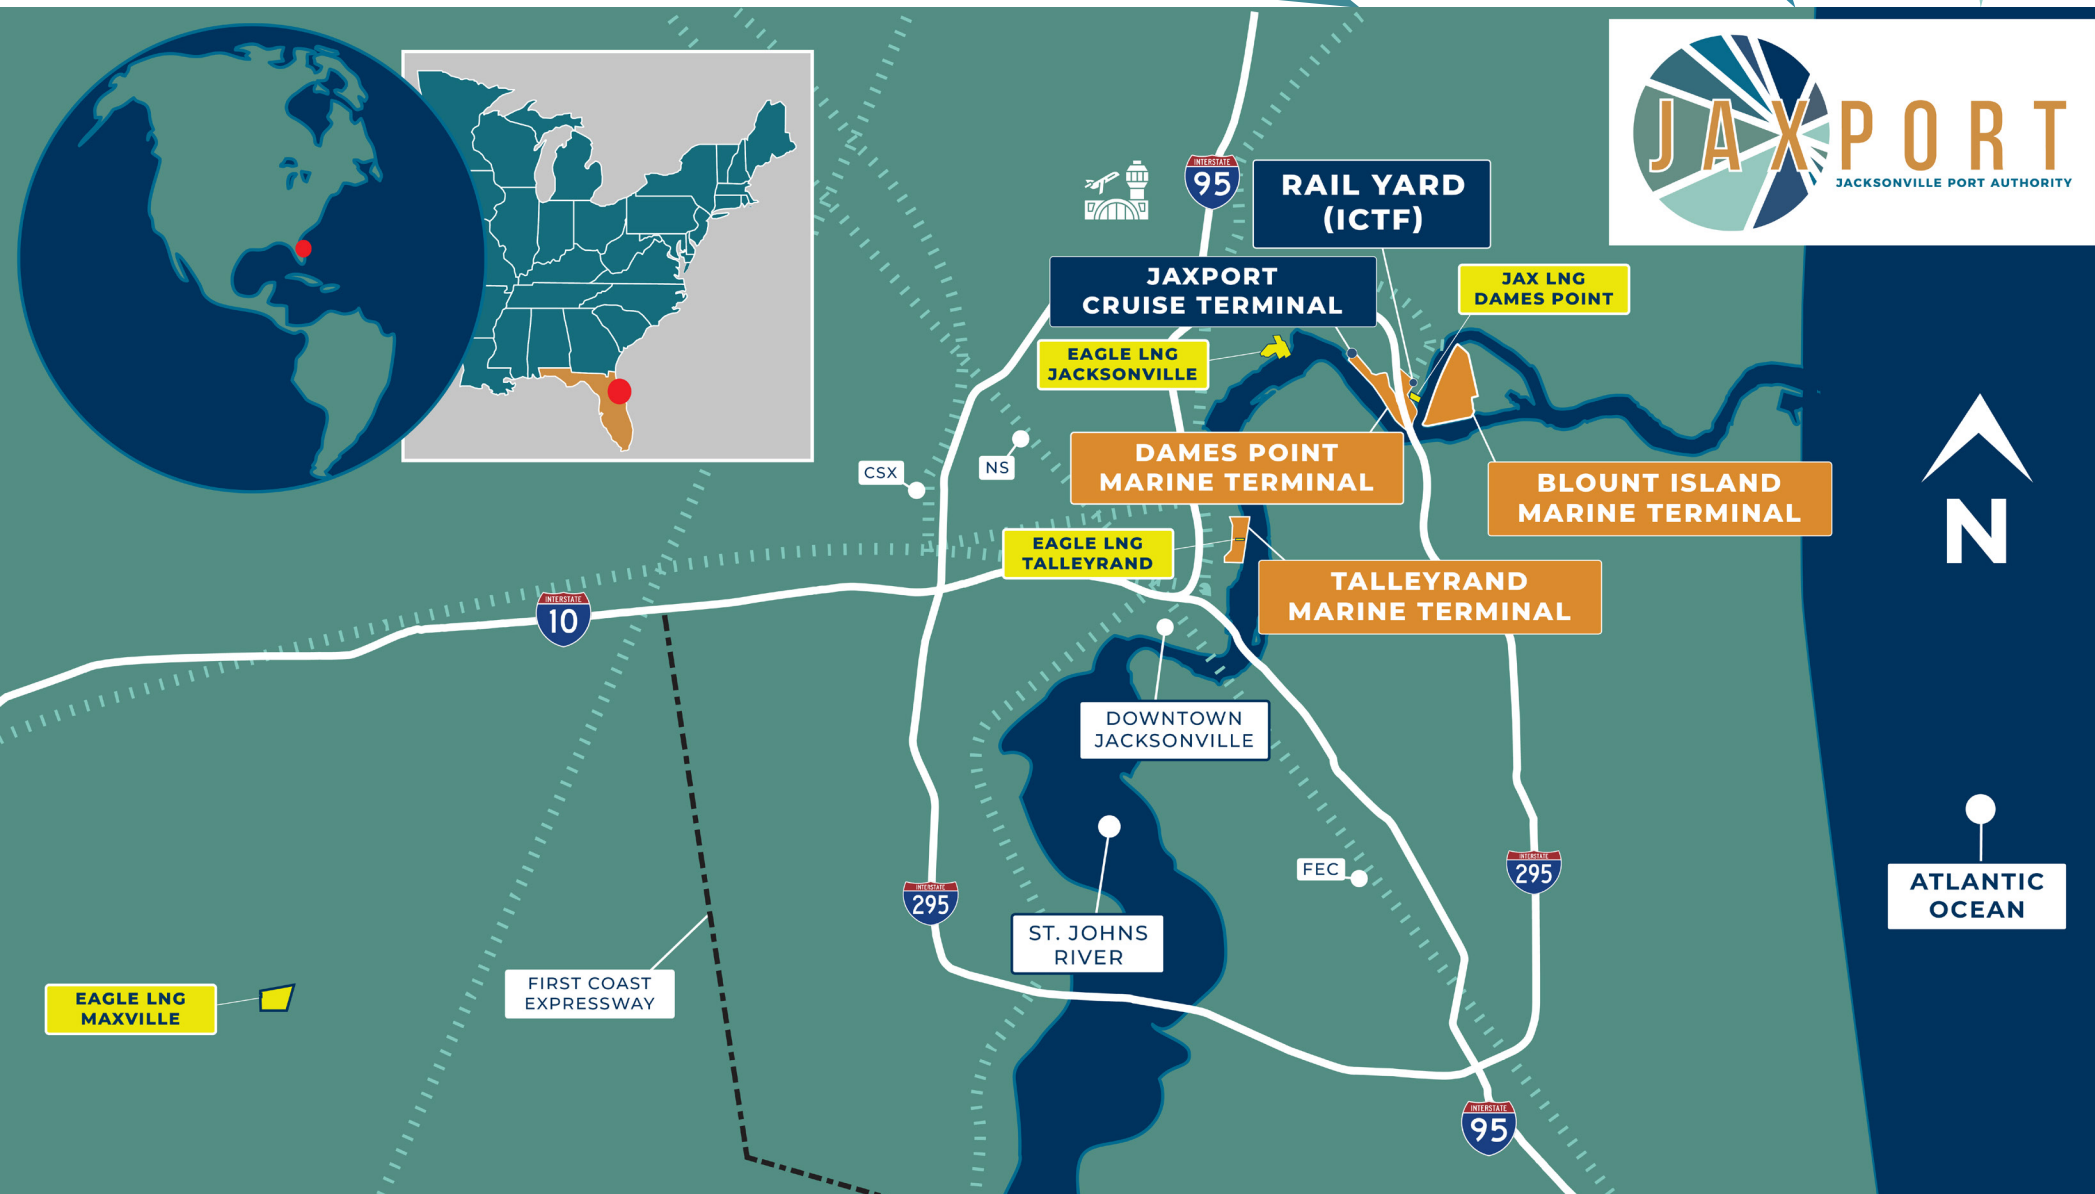 JAXPORT
JACKSONVILLE PORT AUTHORITY
INTERSTATE
95
RAIL YARD
(ICTF)
JAXPORT
CRUISE TERMINAL
JAX LNG
DAMES POINT
EAGLE LNG
JACKSONVILLE
NS
CSX
DAMES POINT
MARINE TERMINAL
BLOUNT ISLAND
MARINE TERMINAL
N
EAGLE LNG
TALLEYRAND
TALLEYRAND
MARINE TERMINAL
INTERSTATE
10
DOWNTOWN
JACKSONVILLE
FEC
INTERSTATE
295
INTERSTATE
295
ATLANTIC
OCEAN
ST. JOHNS
RIVER
FIRST COAST
EXPRESSWAY
EAGLE LNG
MAXVILLE
INTERSTATE
95